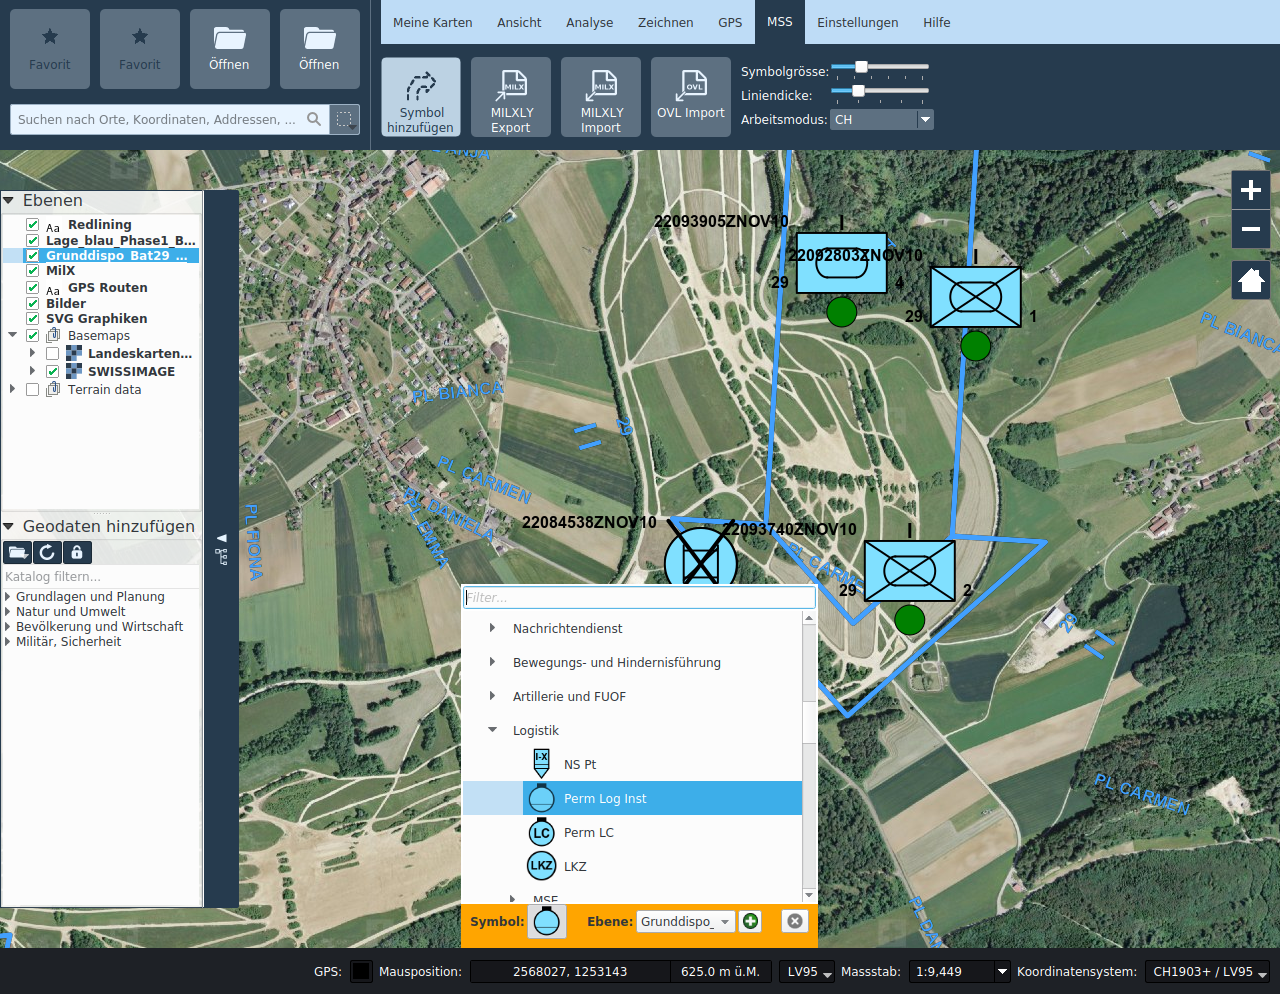 Favorit
Favorit
Öffnen
Öffnen
Meine Karten
Ansicht
Analyse
Zeichnen
GPS
MSS
Einstellungen
Hilfe
Symbol
hinzufügen
MILX
MILXLY
Export
MILX
MILXLY
Import
OVL
OVL Import
Symbolgrösse:
Liniendicke:
Arbeitsmodus:
CH
Suchen nach Orte, Koordinaten, Addressen, ...
Ebenen
Aa Redlining
Lage_blau_Phase1_B...
Grunddispo_Bat29_...
MilX
Aa GPS Routen
Bilder
SVG Graphiken
Basemaps
Landeskarten...
SWISSIMAGE
Terrain data
Geodaten hinzufügen
Katalog filtern...
Grundlagen und Planung
Natur und Umwelt
Bevölkerung und Wirtschaft
Militär, Sicherheit
22093905ZNOV10
I
22092803ZNOV10
29
4
I
29
1
PL BIANCA
PL BIANCA
29
PL CARMEN
PL DANIELA
PL EMMA
PL FIONA
22084538ZNOV10
22093740ZNOV10
I
29
2
29
PL CARMEN
Filter...
Nachrichtendienst
Bewegungs- und Hindernisführung
Artillerie und FUOF
Logistik
I-X
NS Pt
Perm Log Inst
LC
Perm LC
LKZ
LKZ
MSE
Symbol:
Ebene:
Grunddispo_
GPS:
Mausposition:
2568027, 1253143
625.0 m ü.M.
LV95
Massstab:
1:9,449
Koordinatensystem:
CH1903+ / LV95